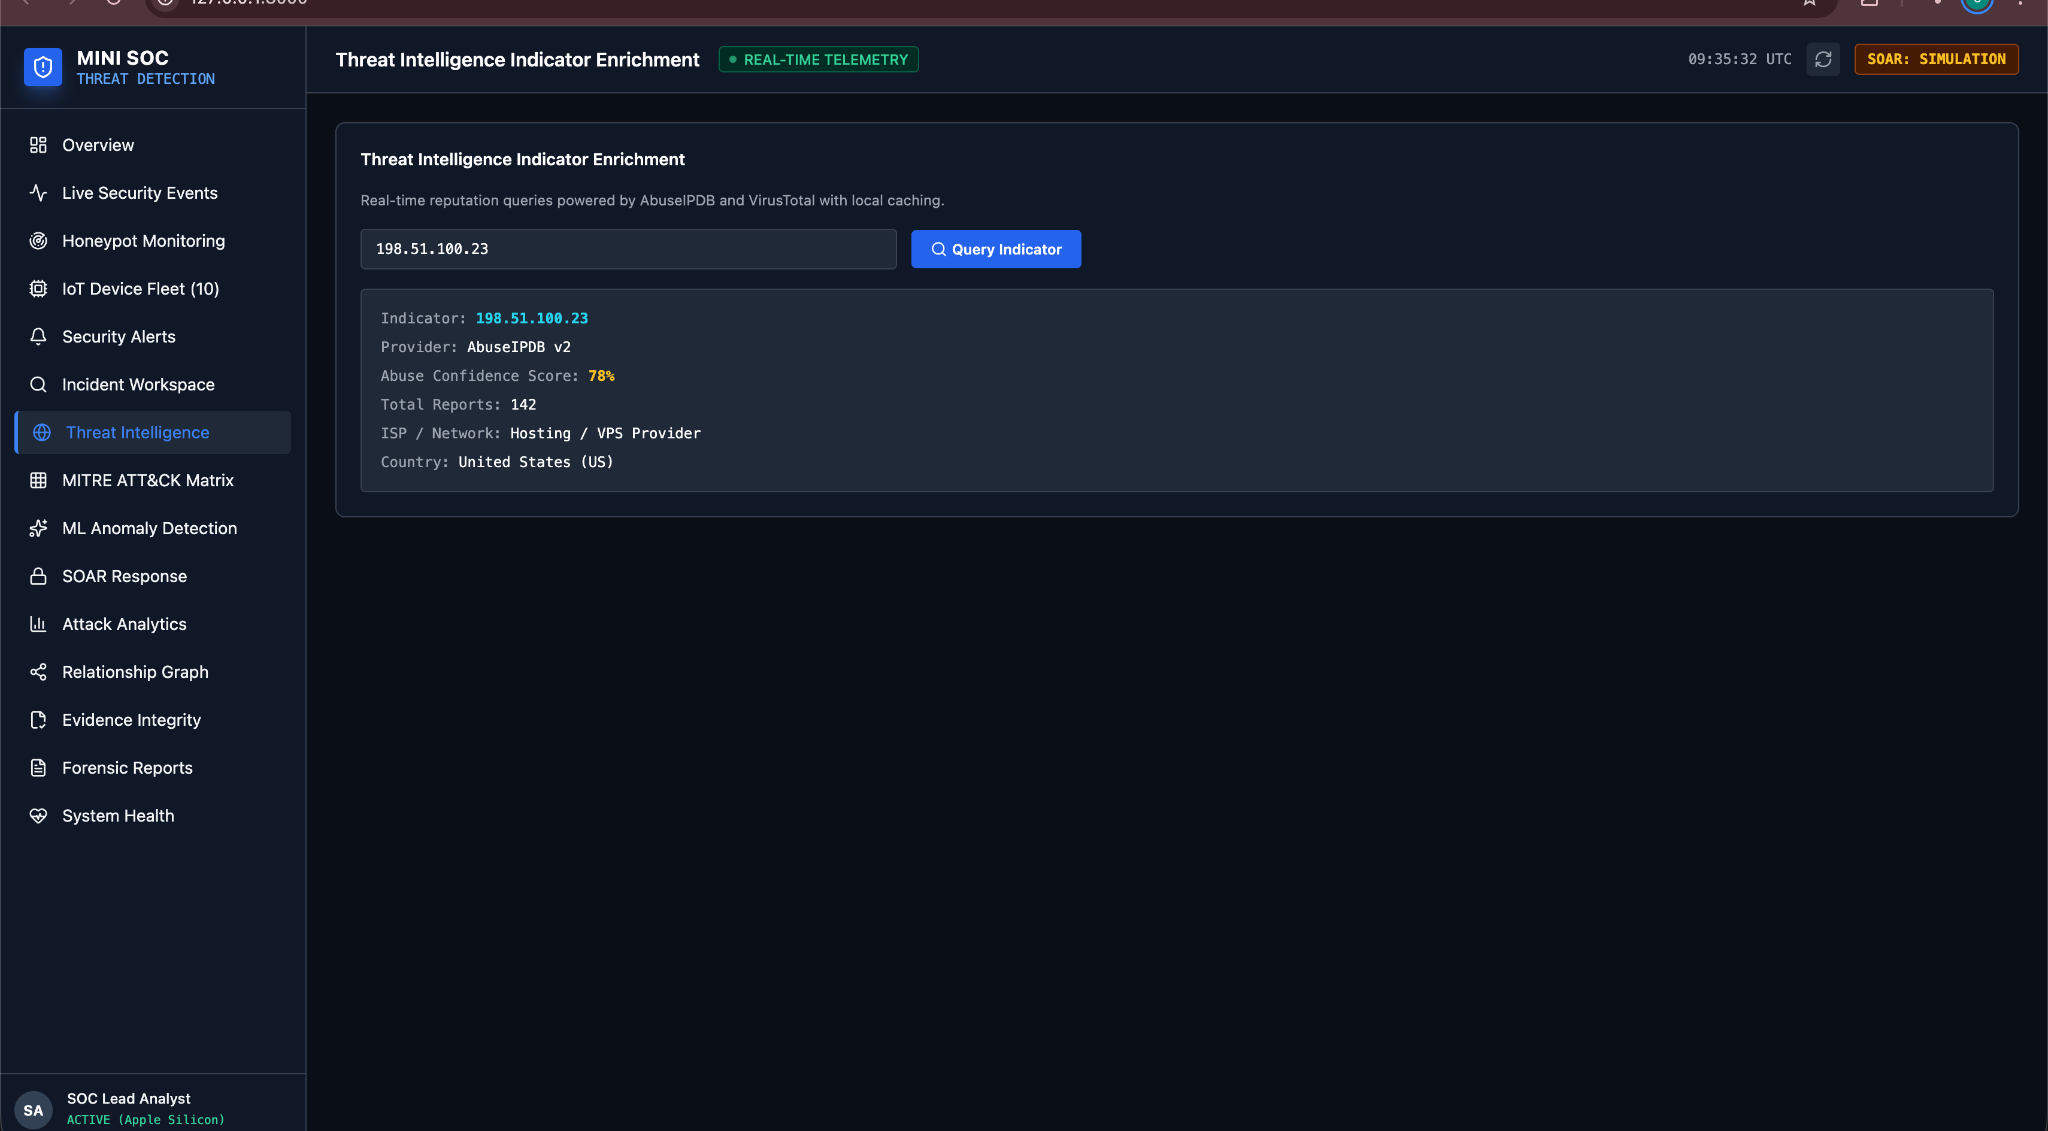 MINI SOC
THREAT DETECTION
Threat Intelligence Indicator Enrichment
REAL-TIME TELEMETRY
09:35:32 UTC
SOAR: SIMULATION
Overview
Live Security Events
Honeypot Monitoring
IoT Device Fleet (10)
Security Alerts
Incident Workspace
Threat Intelligence
MITRE ATT&CK Matrix
ML Anomaly Detection
SOAR Response
Attack Analytics
Relationship Graph
Evidence Integrity
Forensic Reports
System Health
SA
SOC Lead Analyst
ACTIVE (Apple Silicon)
Threat Intelligence Indicator Enrichment
Real-time reputation queries powered by AbuseIPDB and VirusTotal with local caching.
198.51.100.23
Query Indicator
Indicator: 198.51.100.23
Provider: AbuseIPDB v2
Abuse Confidence Score: 78%
Total Reports: 142
ISP / Network: Hosting / VPS Provider
Country: United States (US)